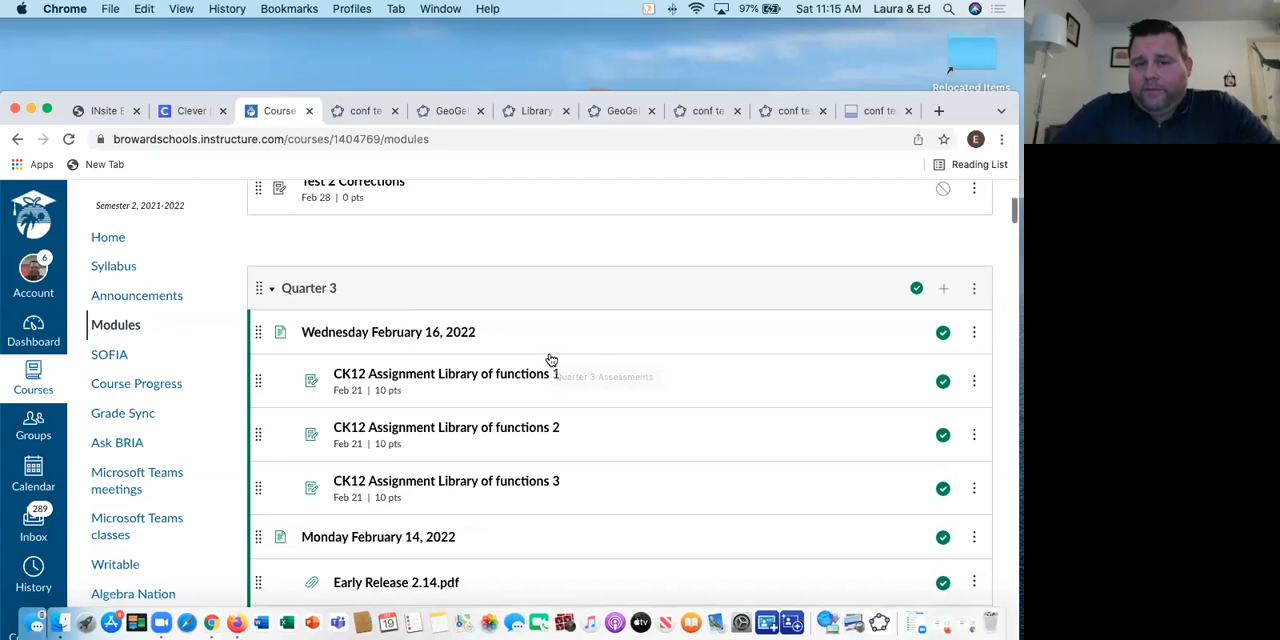 Chrome File Edit View History Bookmarks Profiles Tab Window Help 97% Sat 11:15 AM Laura & Ed
Relocated Items
INsite E Clever Course conf te GeoGe Library GeoGe conf te conf te conf te
browardschools.instructure.com/courses/1404769/modules E
Apps New Tab Reading List
Semester 2, 2021-2022
Home
Syllabus
Announcements
Modules
SOFIA
Course Progress
Grade Sync
Ask BRIA
Microsoft Teams
meetings
Microsoft Teams
classes
Writable
Algebra Nation
6
Account
Dashboard
Courses
Groups
Calendar
289
Inbox
History
Test 2 Corrections
Feb 28 | 0 pts
Quarter 3
Wednesday February 16, 2022
CK12 Assignment Library of functions 1
Quarter 3 Assessments
Feb 21 | 10 pts
CK12 Assignment Library of functions 2
Feb 21 | 10 pts
CK12 Assignment Library of functions 3
Feb 21 | 10 pts
Monday February 14, 2022
Early Release 2.14.pdf
19
tv